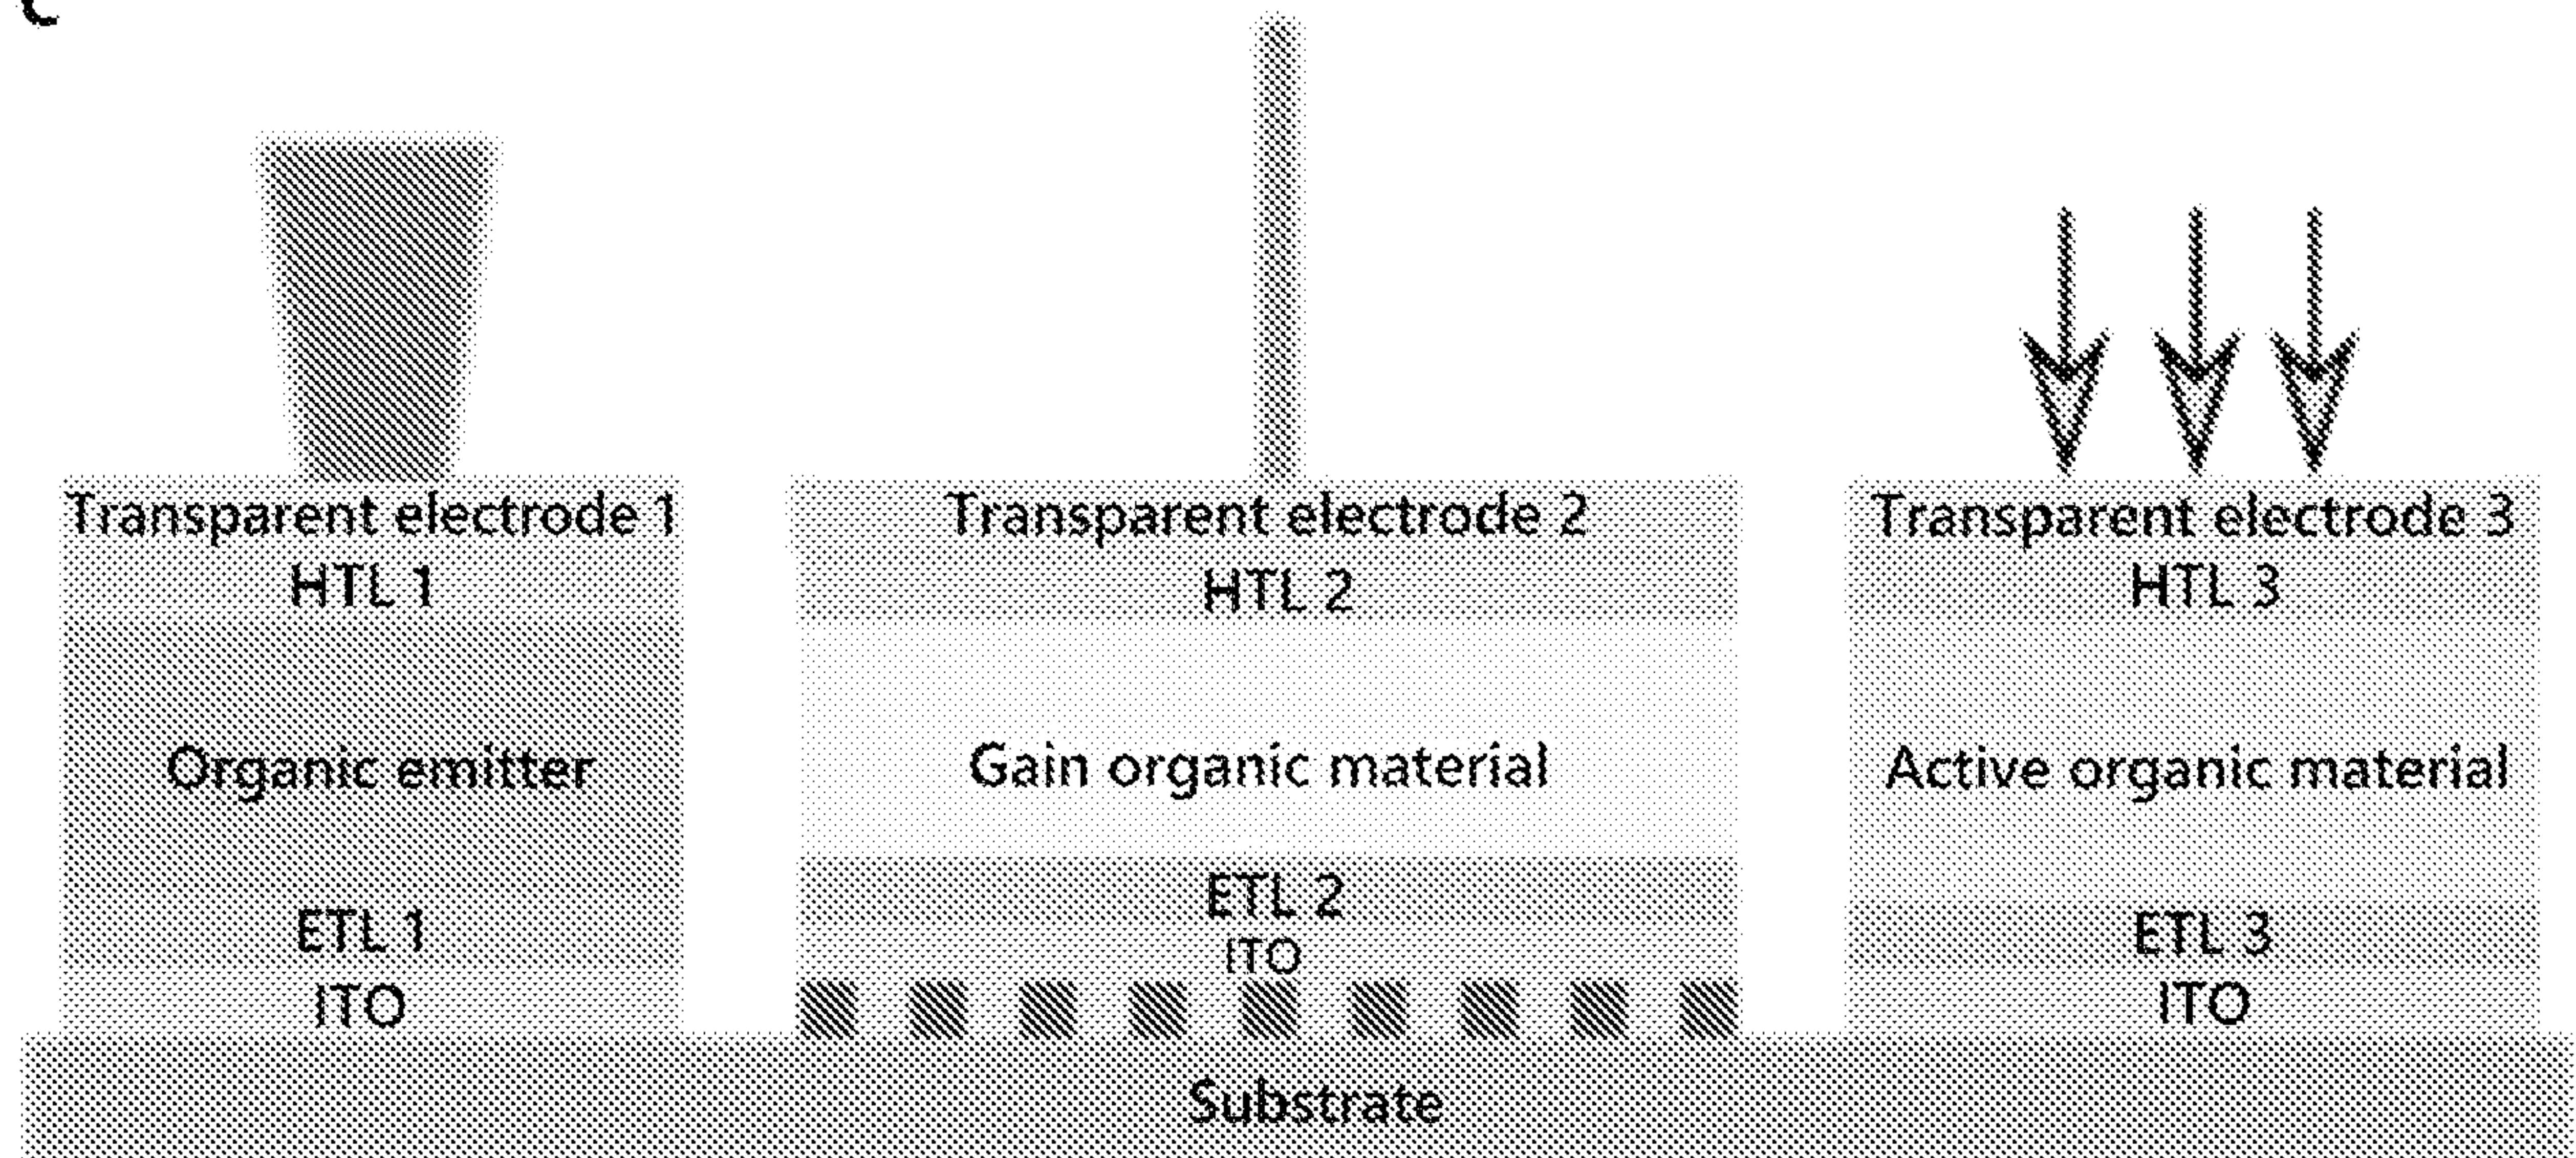 Transparent electrode 1
HTL 1
Organic emitter
ETL 1
ITO
Transparent electrode 2
HTL 2
Gain organic material
ETL 2
ITO
Transparent electrode 3
HTL 3
Active organic material
ETL 3
ITO
Substrate